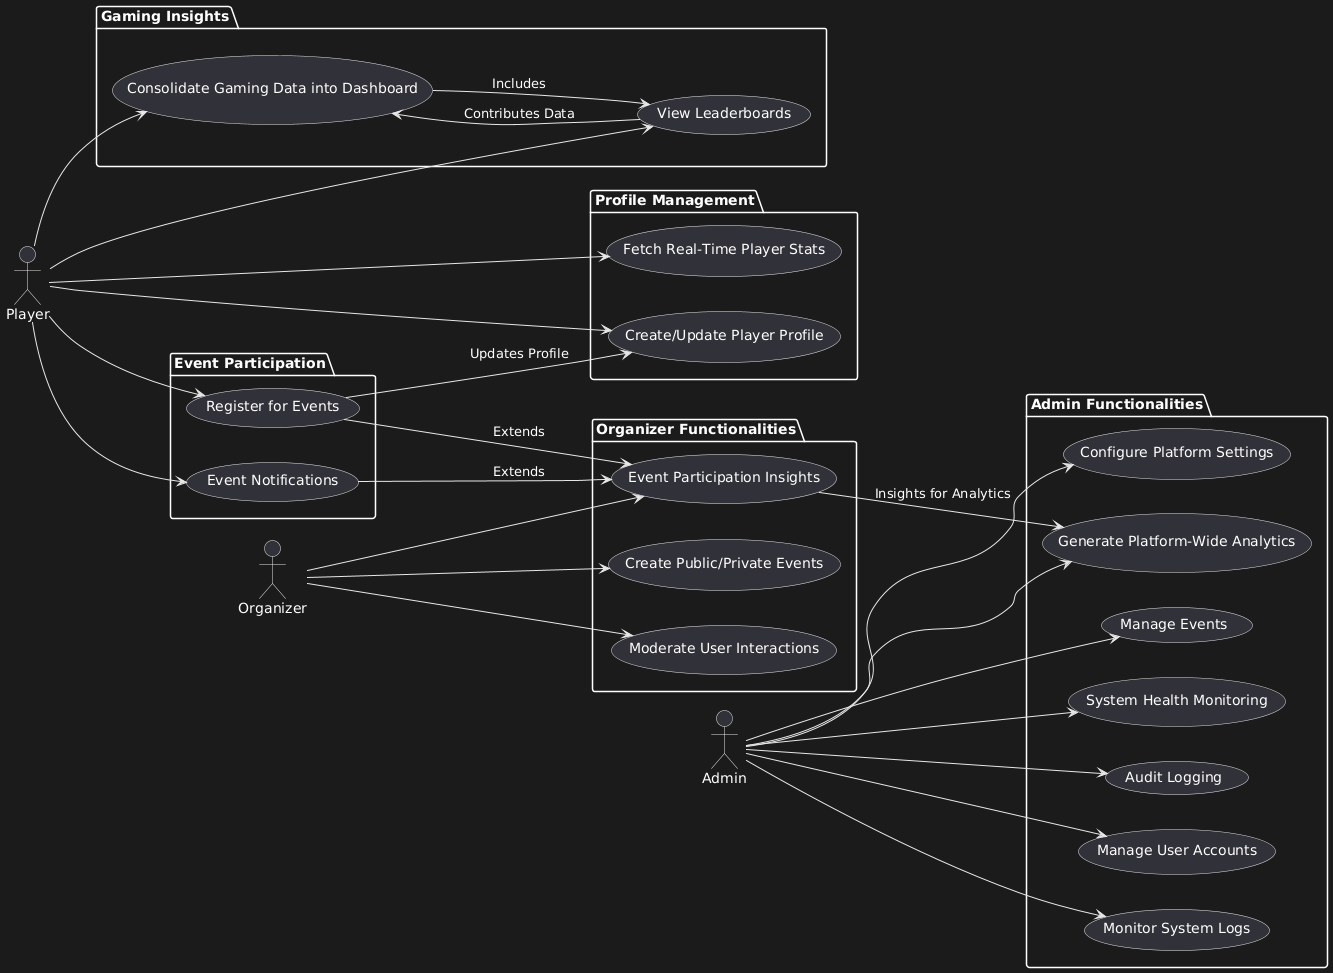 Gaming Insights
Consolidate Gaming Data into Dashboard
Includes
Contributes Data
View Leaderboards
Profile Management
Fetch Real-Time Player Stats
Create/Update Player Profile
Player
Event Participation
Updates Profile
Register for Events
Extends
Event Notifications
Extends
Organizer Functionalities
Event Participation Insights
Insights for Analytics
Create Public/Private Events
Moderate User Interactions
Organizer
Admin Functionalities
Configure Platform Settings
Generate Platform-Wide Analytics
Manage Events
System Health Monitoring
Audit Logging
Manage User Accounts
Monitor System Logs
Admin